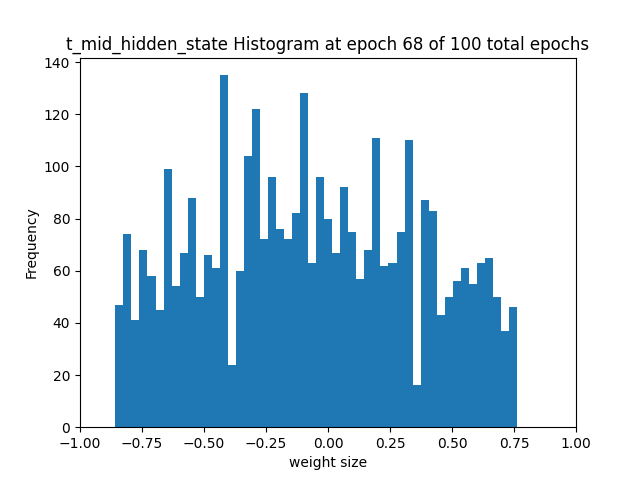 t_mid_hidden_state Histogram at epoch 68 of 100 total epochs
140
120
100
80
60
40
20
0
Frequency
−1.00 −0.75 −0.50 −0.25 0.00 0.25 0.50 0.75 1.00
weight size